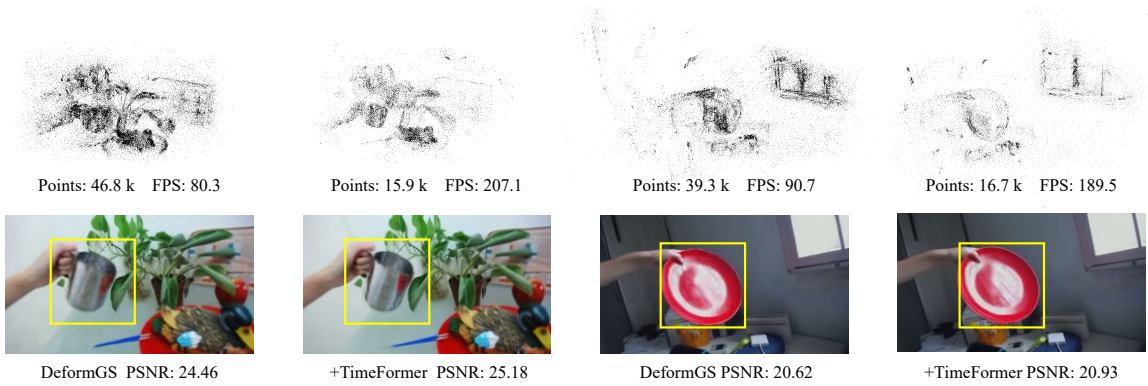 Points: 46.8 k FPS: 80.3
Points: 15.9 k FPS: 207.1
Points: 39.3 k FPS: 90.7
Points: 16.7 k FPS: 189.5
DeformGS PSNR: 24.46
+TimeFormer PSNR: 25.18
DeformGS PSNR: 20.62
+TimeFormer PSNR: 20.93